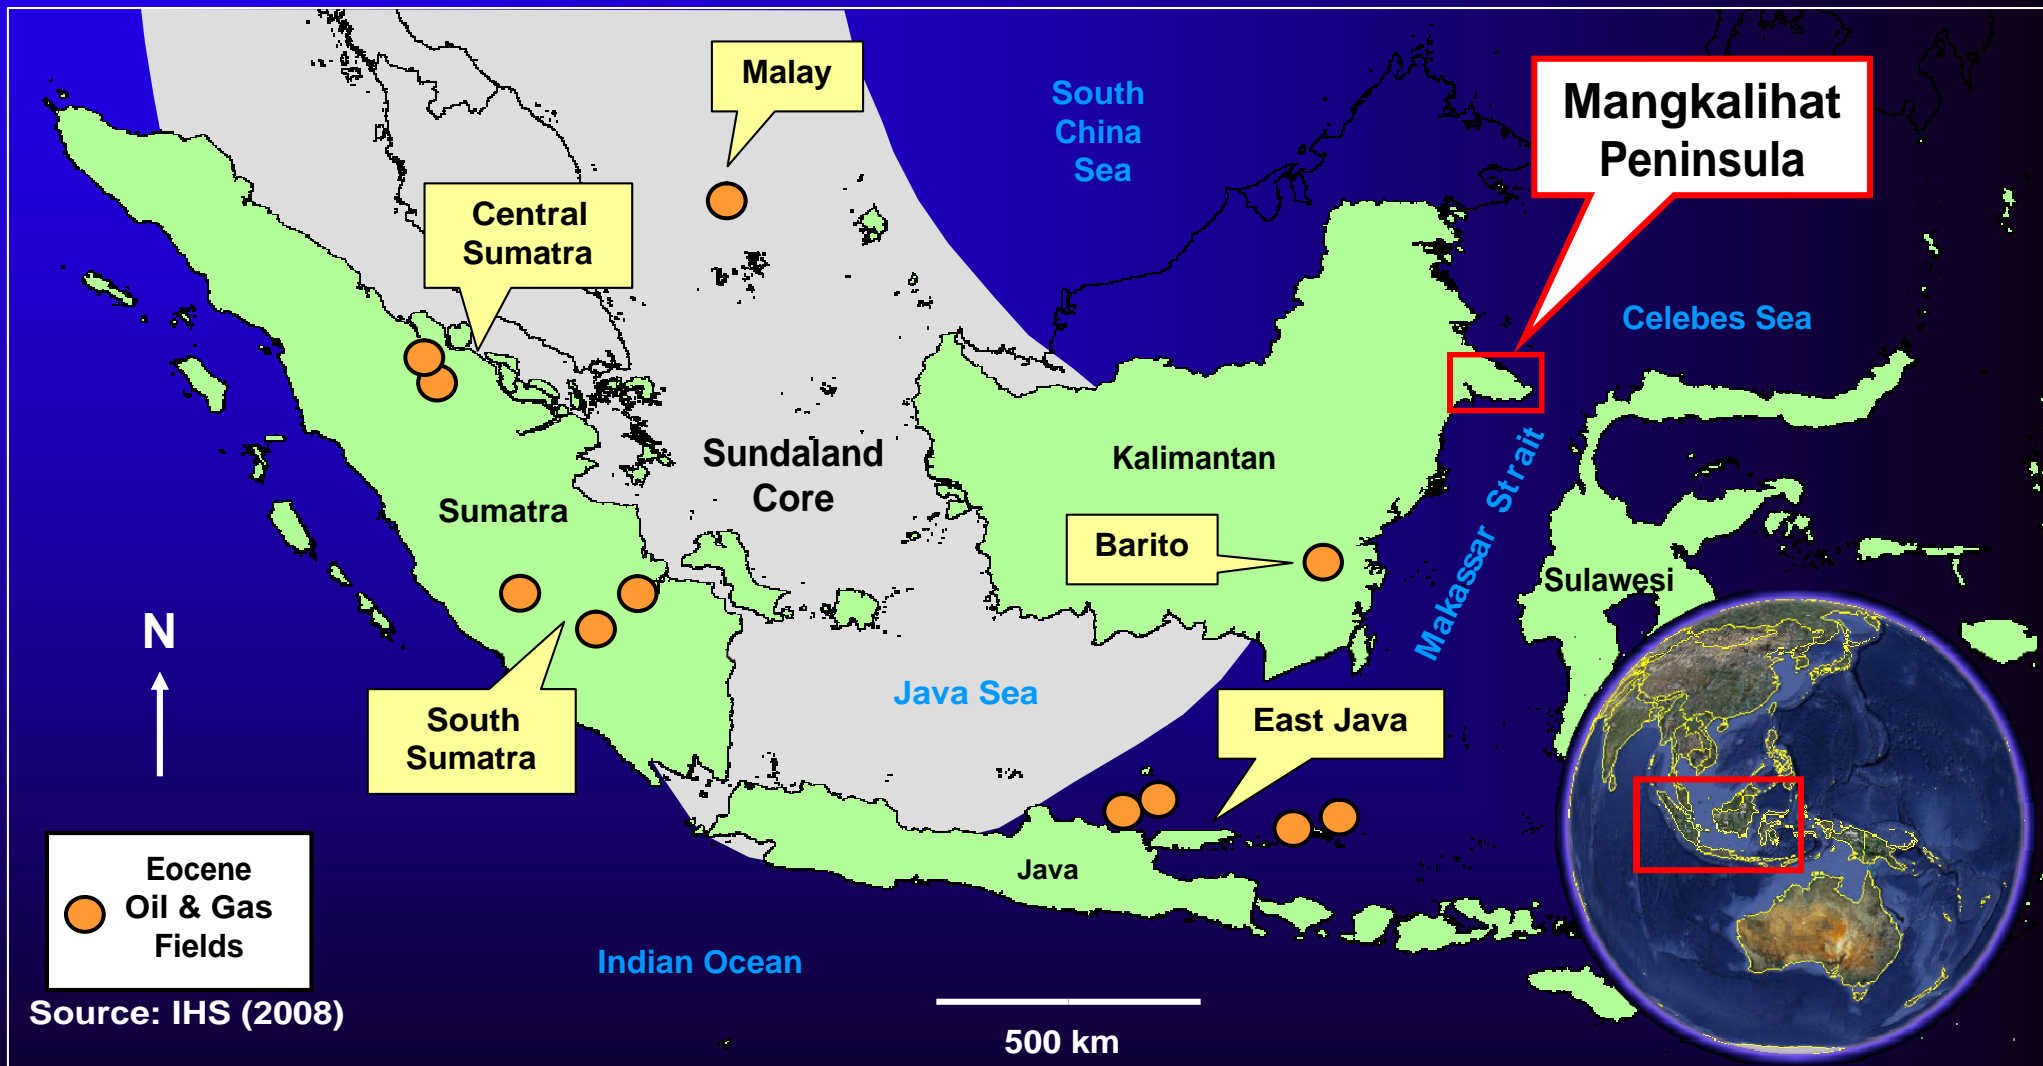 Malay
South
China
Sea
Mangkalihat
Peninsula
Central
Sumatra
Celebes Sea
Sundaland
Core
Kalimantan
Sumatra
Makassar Strait
Barito
Sulawesi
N
Java Sea
South
Sumatra
East Java
Java
Eocene
Oil & Gas
Fields
Indian Ocean
Source: IHS (2008)
500 km